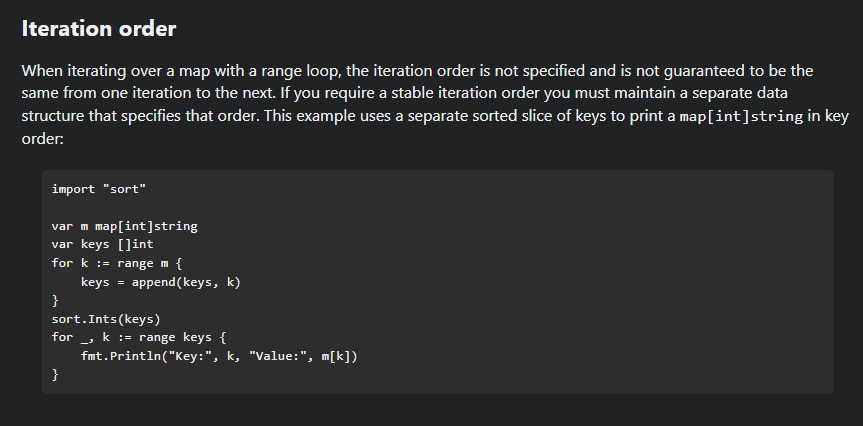 Iteration order
When iterating over a map with a range loop, the iteration order is not specified and is not guaranteed to be the
same from one iteration to the next. If you require a stable iteration order you must maintain a separate data
structure that specifies that order. This example uses a separate sorted slice of keys to print a map[int]string in key
order:
import "sort"
var m map[int]string
var keys []int
for k := range m {
    keys = append(keys, k)
}
sort.Ints(keys)
for _, k := range keys {
    fmt.Println("Key:", k, "Value:", m[k])
}